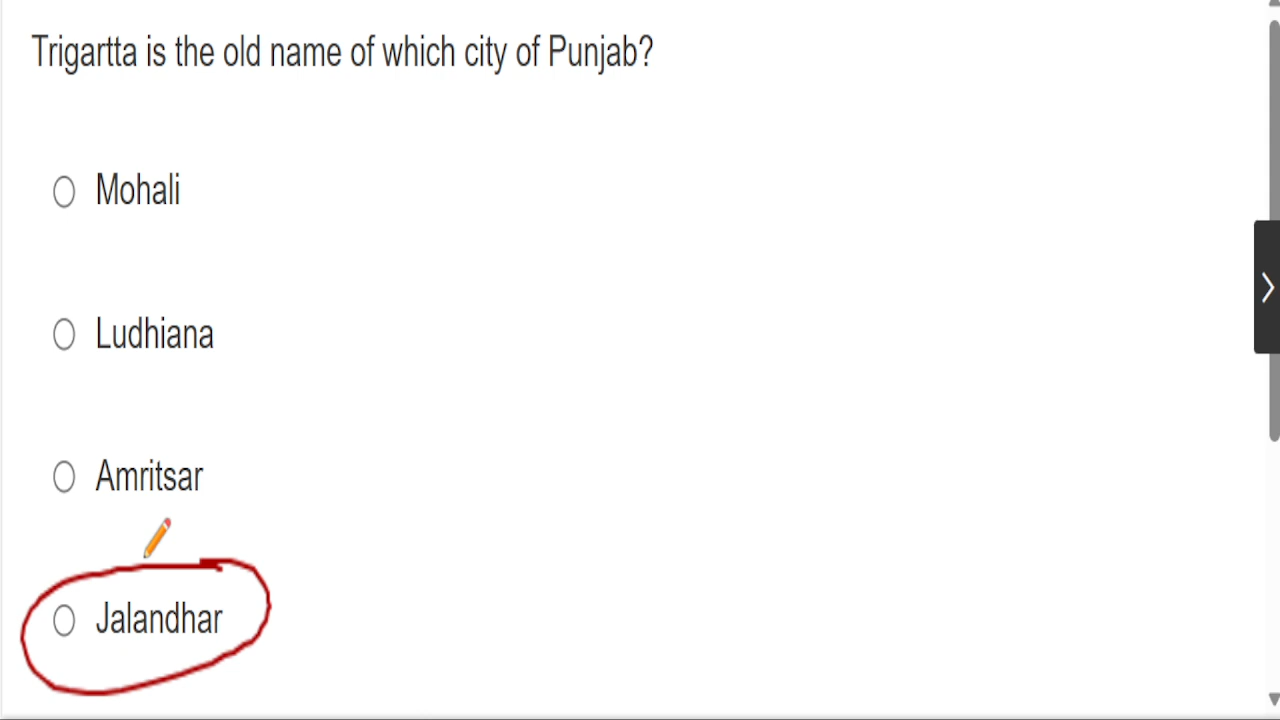 Trigartta is the old name of which city of Punjab?
Mohali
Ludhiana
Amritsar
Jalandhar